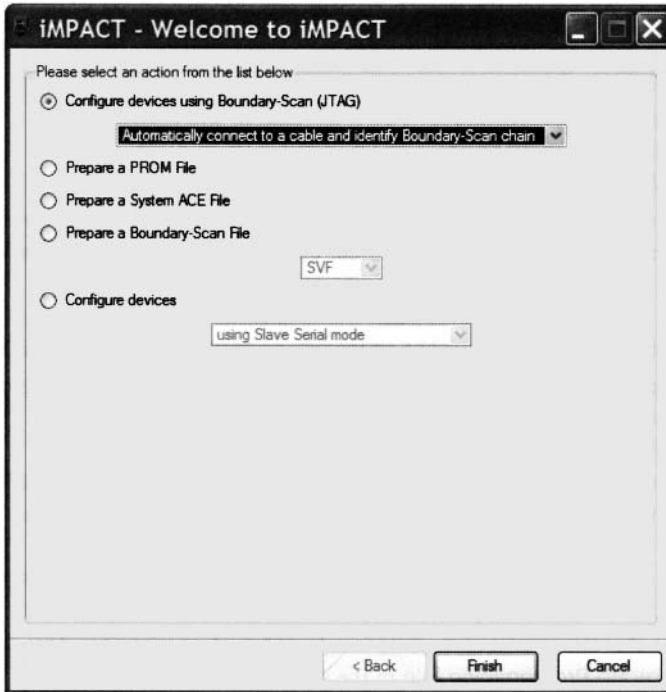 iMPACT - Welcome to iMPACT
Please select an action from the list below
Configure devices using Boundary-Scan (JTAG)
Automatically connect to a cable and identify Boundary-Scan chain
Prepare a PROM File
Prepare a System ACE File
Prepare a Boundary-Scan File
SVF
Configure devices
using Slave Serial mode
< Back Finish Cancel